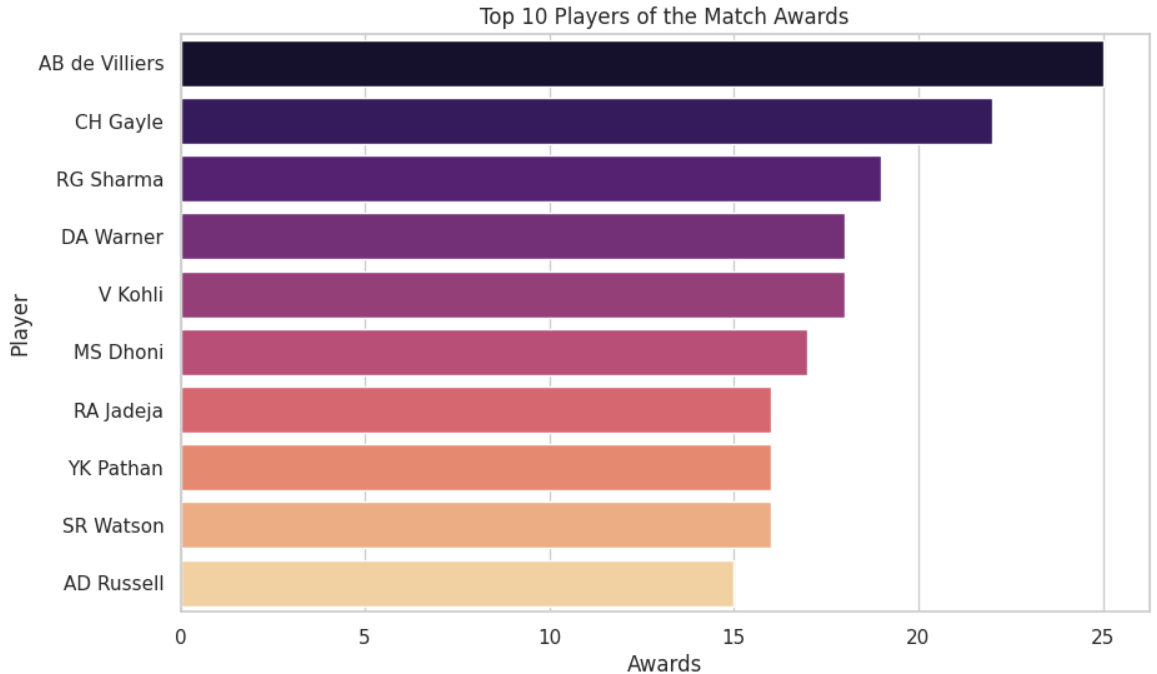 Top 10 Players of the Match Awards
Player
AB de Villiers
CH Gayle
RG Sharma
DA Warner
V Kohli
MS Dhoni
RA Jadeja
YK Pathan
SR Watson
AD Russell
0 5 10 15 20 25
Awards